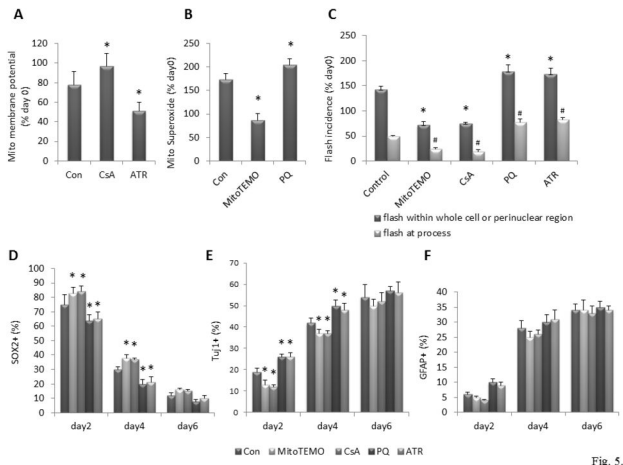 A
Mito membrane potential
(% day 0)
120
100
80
60
40
20
0
Con
CsA
ATR
*
*
B
Mito Superoxide (% day0)
250
200
150
100
50
0
Con
MitoTEMO
PQ
*
*
C
Flash incidence (% day0)
250
200
150
100
50
0
Control
MitoTEMO
CsA
PQ
ATR
* # * # * # * #
flash within whole cell or perinuclear region
flash at process
D
SOX2+ (%)
100
90
80
70
60
50
40
30
20
10
0
day2
day4
day6
* * * *
* * * *
E
Tuj1+ (%)
70
60
50
40
30
20
10
0
day2
day4
day6
* * * *
* * * *
F
GFAP+ (%)
40
35
30
25
20
15
10
5
0
day2
day4
day6
Con MitoTEMO CsA PQ ATR
Fig. 5.